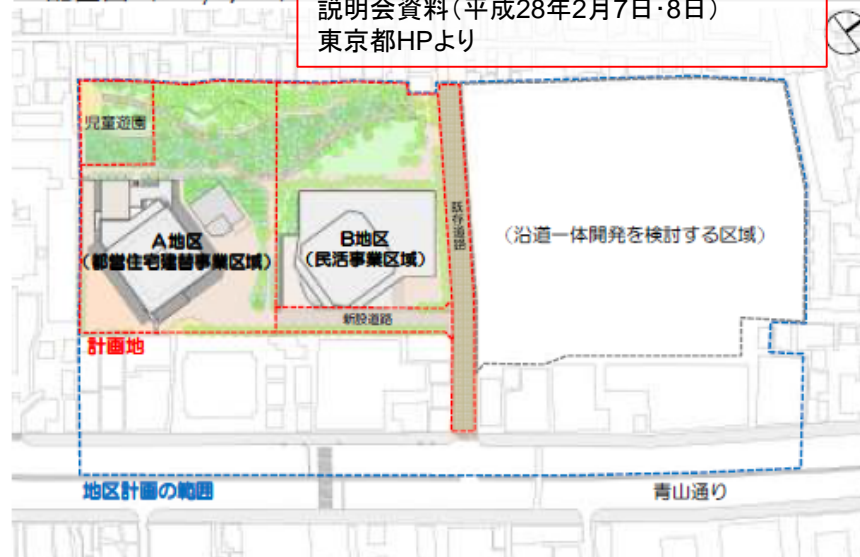 説明会資料(平成28年2月7日・8日)
東京都HPより
児童遊園
A地区
(都営住宅建替事業区域)
B地区
(民活事業区域)
既存道路
(沿道一体開発を検討する区域)
新設道路
計画地
地区計画の範囲
青山通り